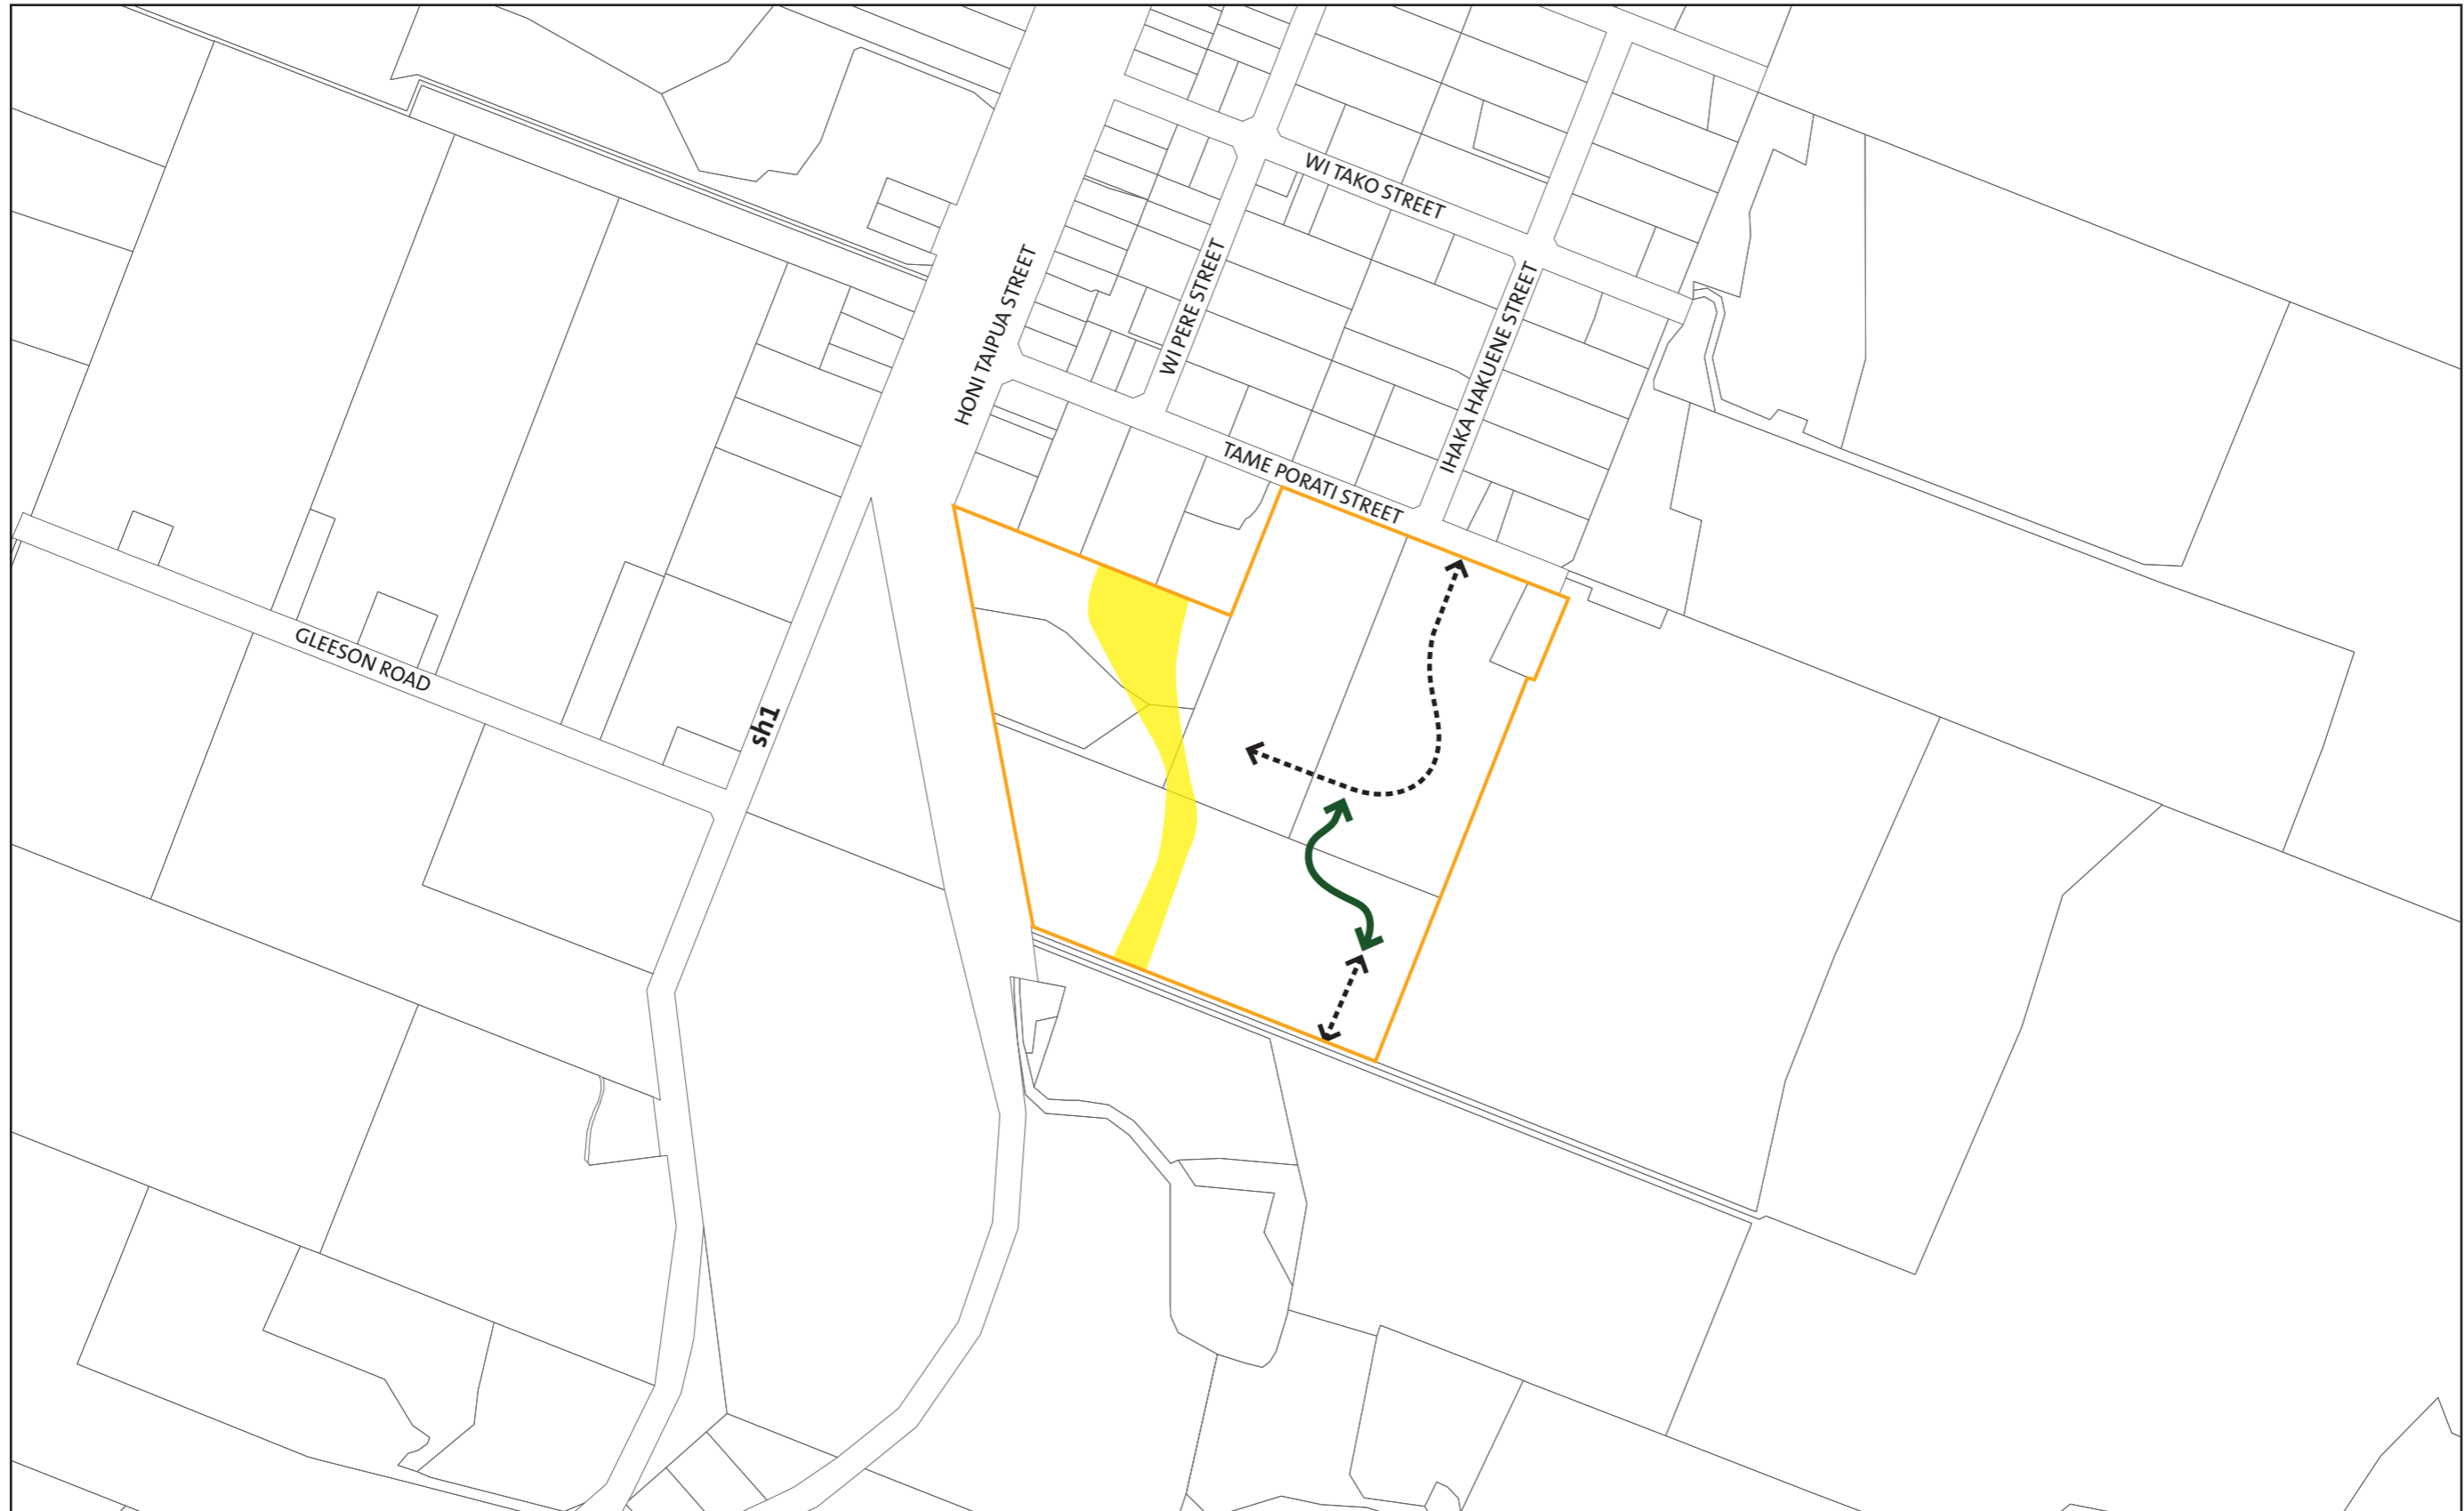 WI TAKO STREET
HONI TAIPUA STREET
WI PERE STREET
IHAKA HAKUENE STREET
TAME PORATI STREET
GLEESON ROAD
sh1